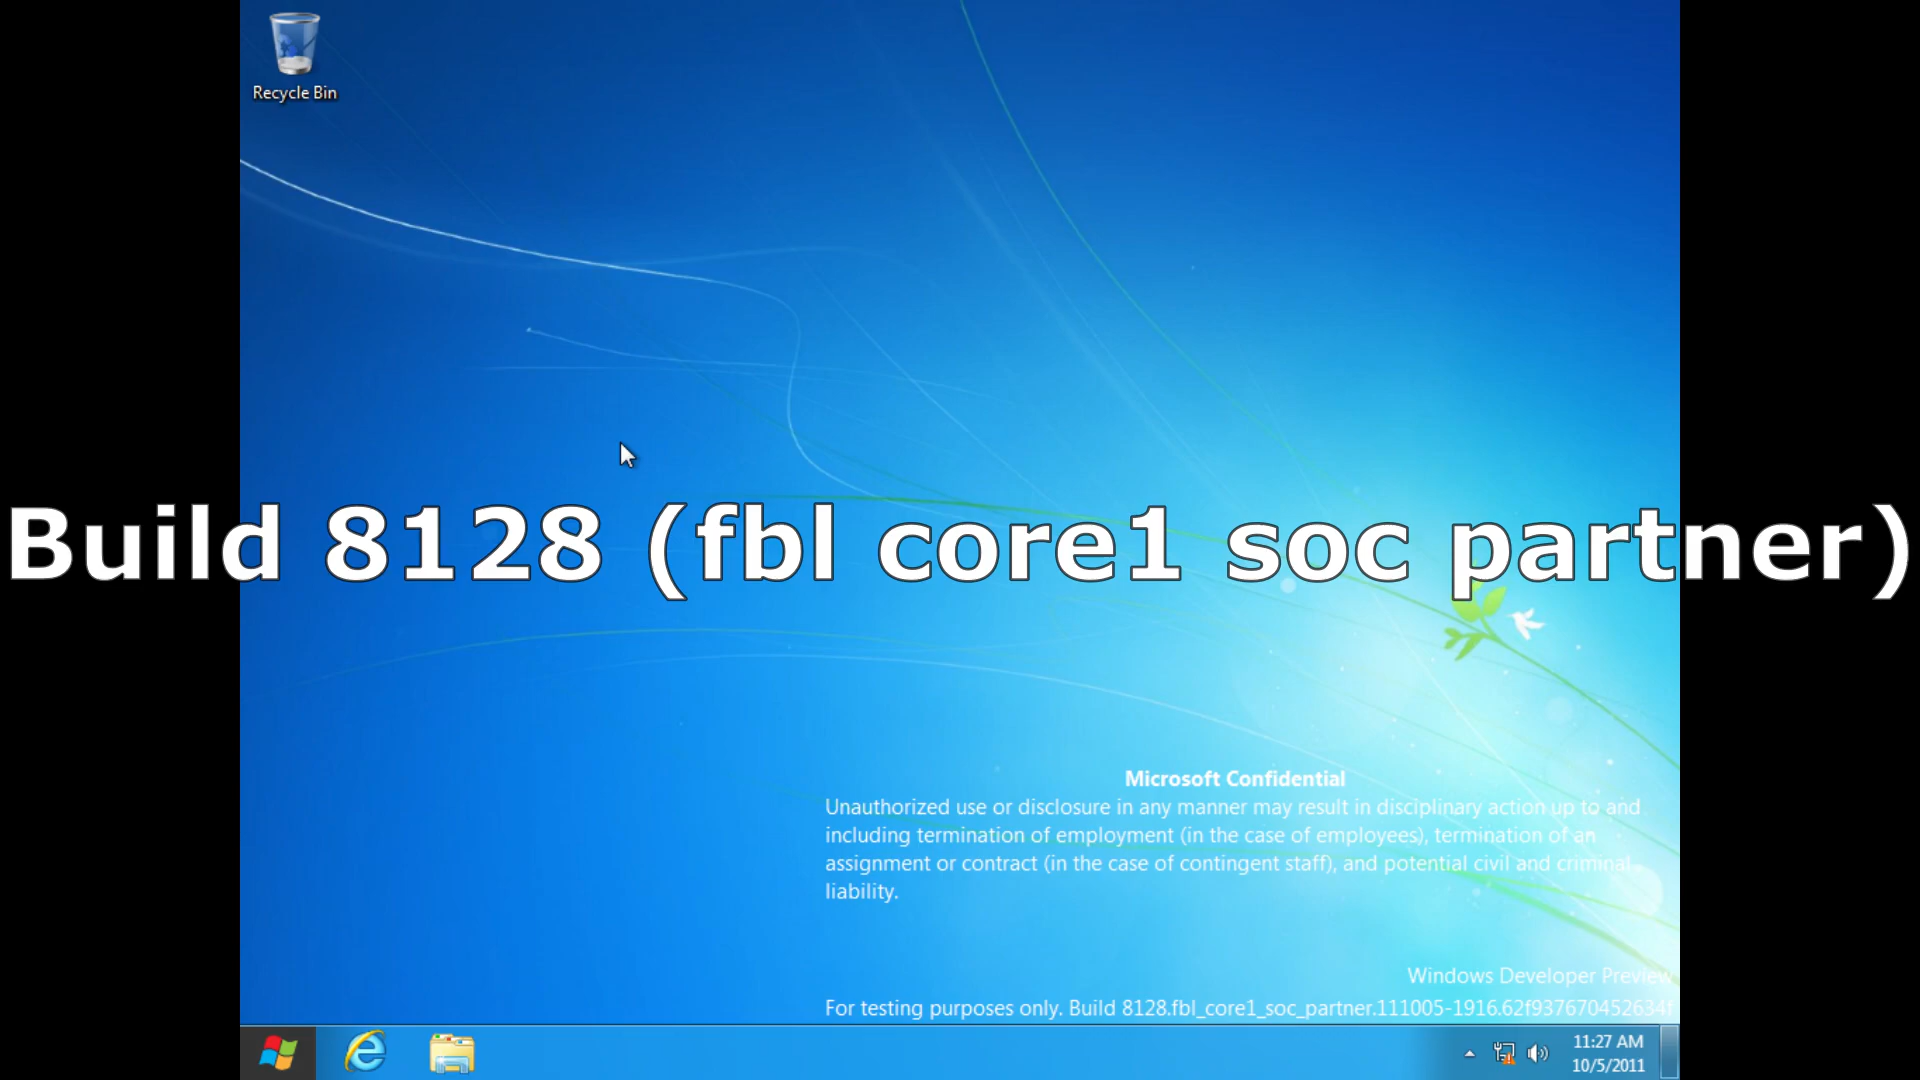 Recycle Bin
Build 8128 (fbl core1 soc partner)
Microsoft Confidential
Unauthorized use or disclosure in any manner may result in disciplinary action up to and
including termination of employment (in the case of employees), termination of an
assignment or contract (in the case of contingent staff), and potential civil and criminal
liability.
Windows Developer Preview
For testing purposes only. Build 8128.fbl_core1_soc_partner.111005-1916.62f937670452634f
11:27 AM
10/5/2011